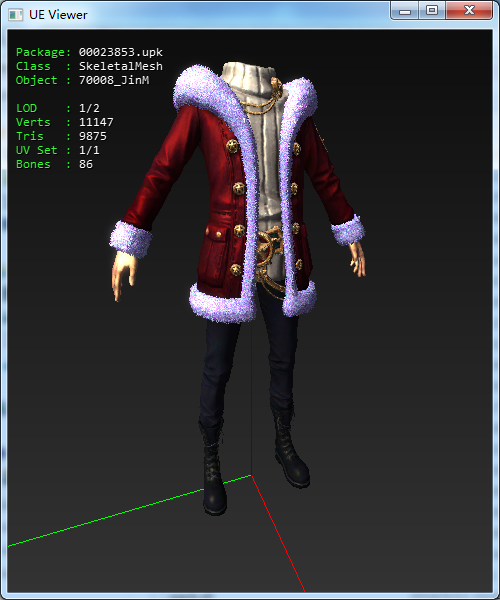 UE Viewer
Package: 00023853.upk
Class  : SkeletalMesh
Object : 70008_JinM
LOD    : 1/2
Verts  : 11147
Tris   : 9875
UV Set : 1/1
Bones  : 86